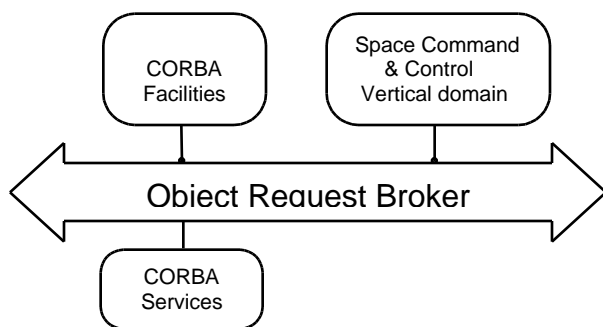 CORBA
Facilities
Space Command
& Control
Vertical domain
Object Request Broker
CORBA
Services